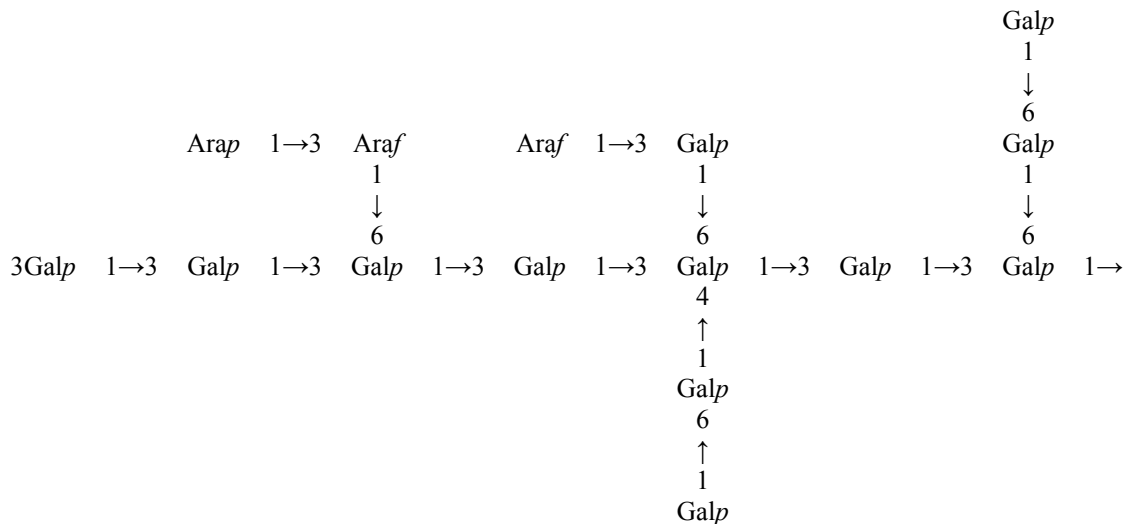 Galp
1
↓
6
Arap 1→3 Araf Araf 1→3 Galp Galp
1 1 1
↓ ↓ ↓
6 6 6
3Galp 1→3 Galp 1→3 Galp 1→3 Galp 1→3 Galp 1→3 Galp 1→3 Galp 1→
4
↑
1
Galp
6
↑
1
Galp